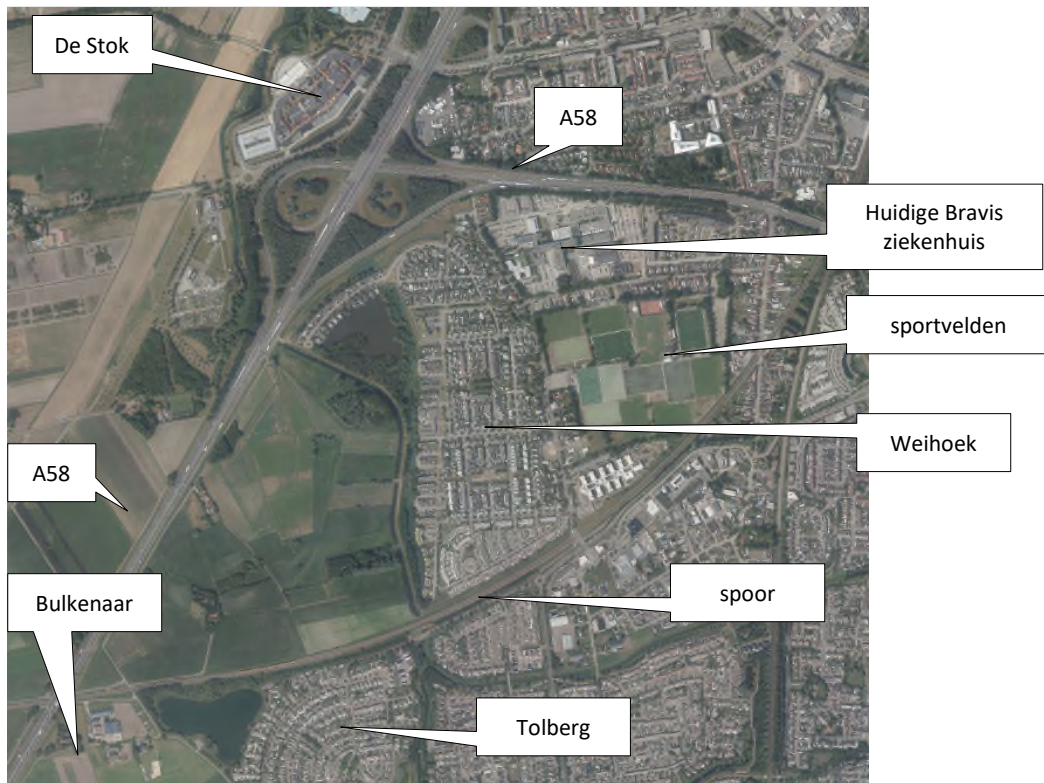 De Stok
A58
Huidige Bravis
ziekenhuis
sportvelden
Weihoek
A58
Bulkenaar
spoor
Tolberg